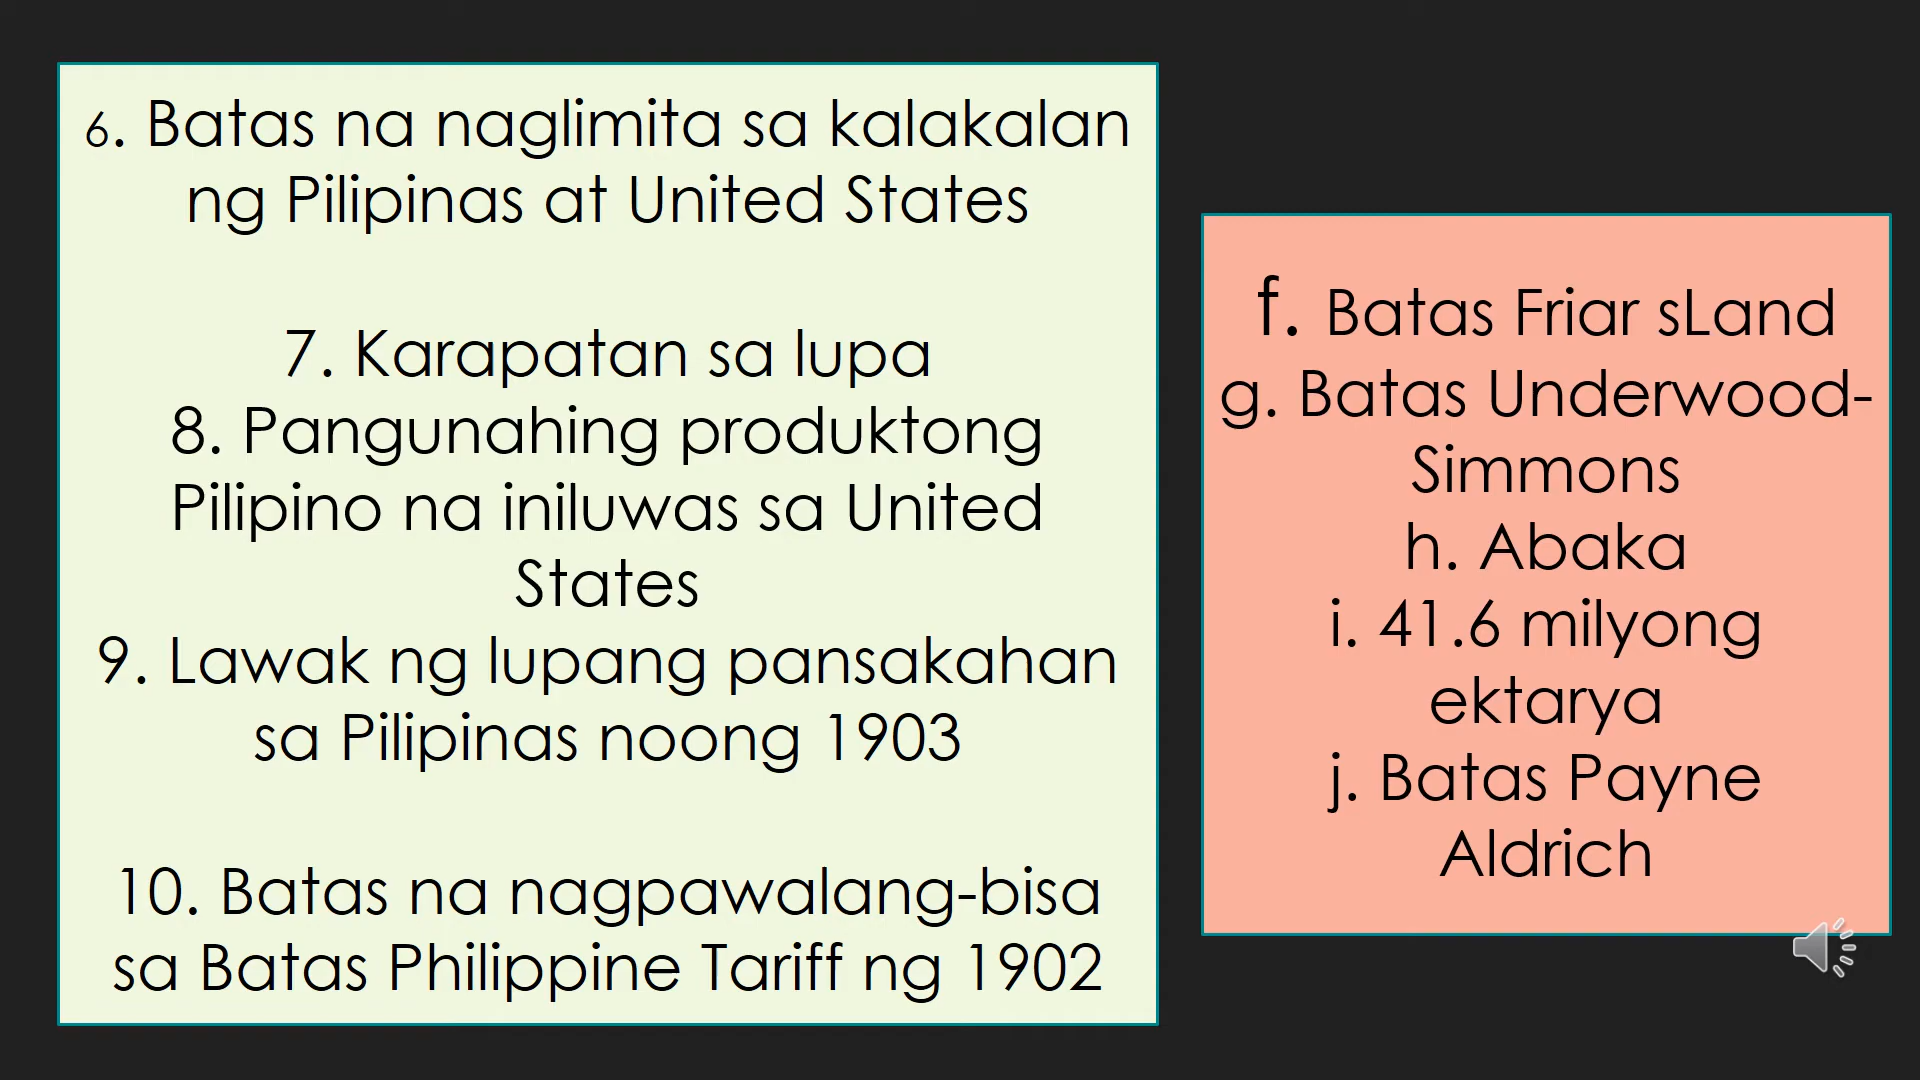 6. Batas na naglimita sa kalakalan
ng Pilipinas at United States
7. Karapatan sa lupa
8. Pangunahing produktong
Pilipino na iniluwas sa United
States
9. Lawak ng lupang pansakahan
sa Pilipinas noong 1903
10. Batas na nagpawalang-bisa
sa Batas Philippine Tariff ng 1902
f. Batas Friar sLand
g. Batas Underwood-
Simmons
h. Abaka
i. 41.6 milyong
ektarya
j. Batas Payne
Aldrich